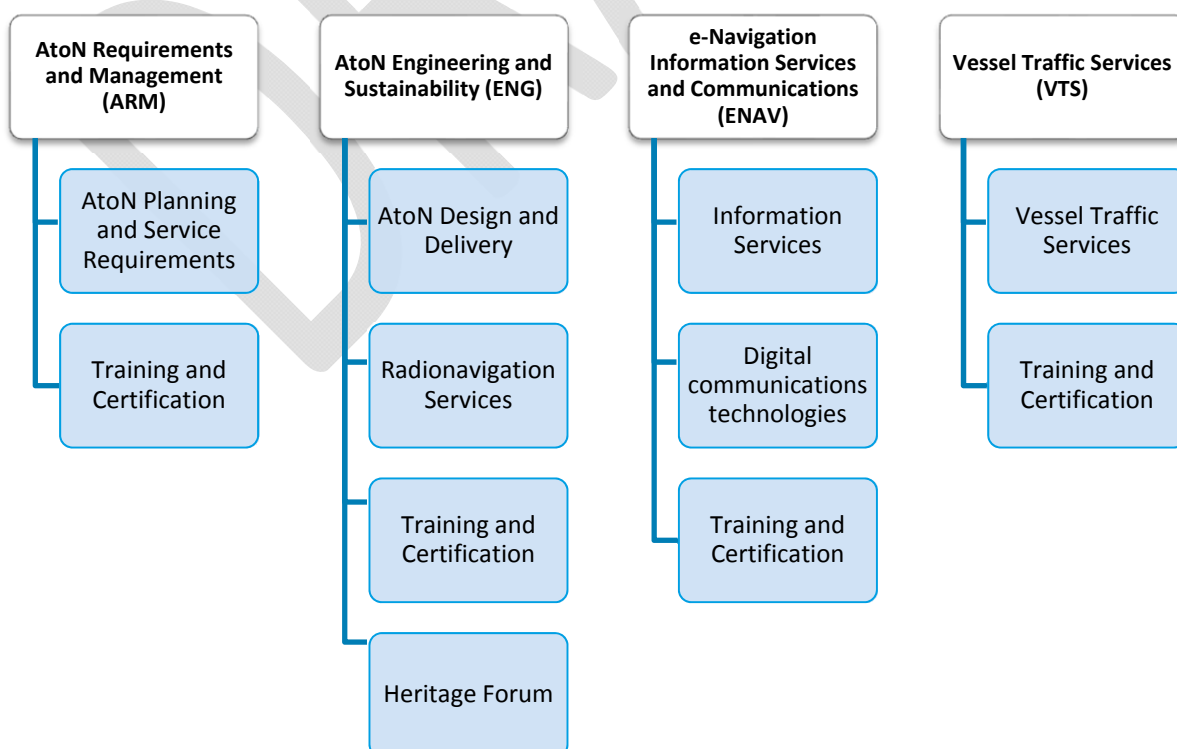 AtoN Requirements
and Management
(ARM)
AtoN Planning
and Service
Requirements
Training and
Certification
AtoN Engineering and
Sustainability (ENG)
AtoN Design and
Delivery
Radionavigation
Services
Training and
Certification
Heritage Forum
e-Navigation
Information Services
and Communications
(ENAV)
Information
Services
Digital
communications
technologies
Training and
Certification
Vessel Traffic Services
(VTS)
Vessel Traffic
Services
Training and
Certification